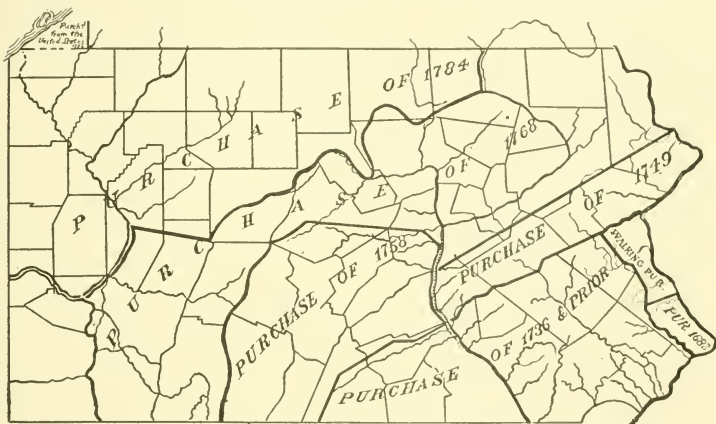 Purch'd
from the
United States
PURCHASE OF 1784
PURCHASE OF 1768
PURCHASE OF 1749
PURCHASE OF 1758
WALKING PUR.
PUR 1682
PURCHASE OF 1736 & PRIOR